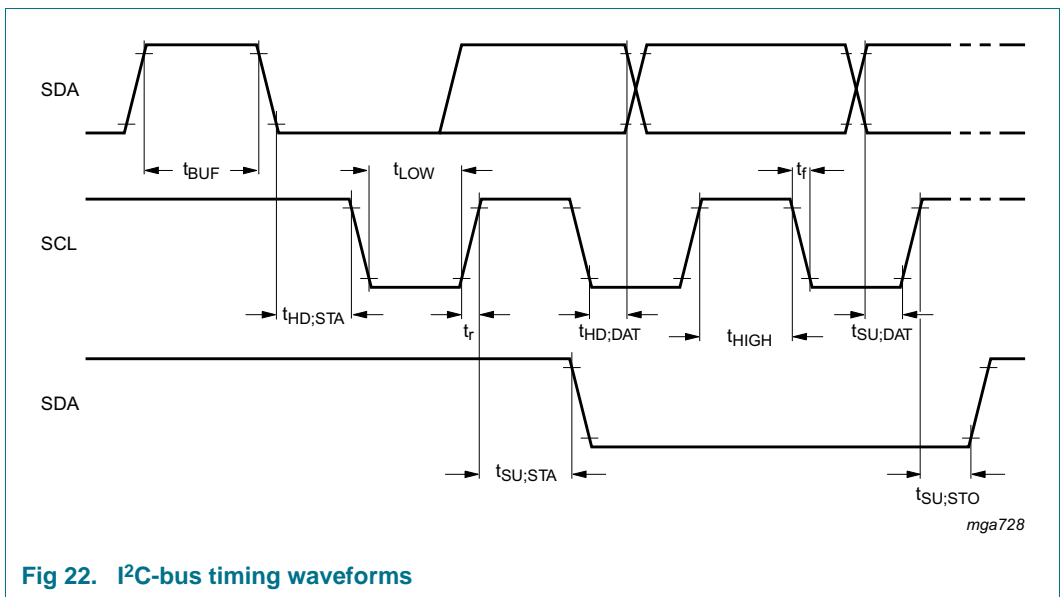 SDA
tBUF
tLOW
tf
SCL
tHD;STA
tr
tHD;DAT
tHIGH
tSU;DAT
SDA
tSU;STA
tSU;STO
mga728
Fig 22. I²C-bus timing waveforms